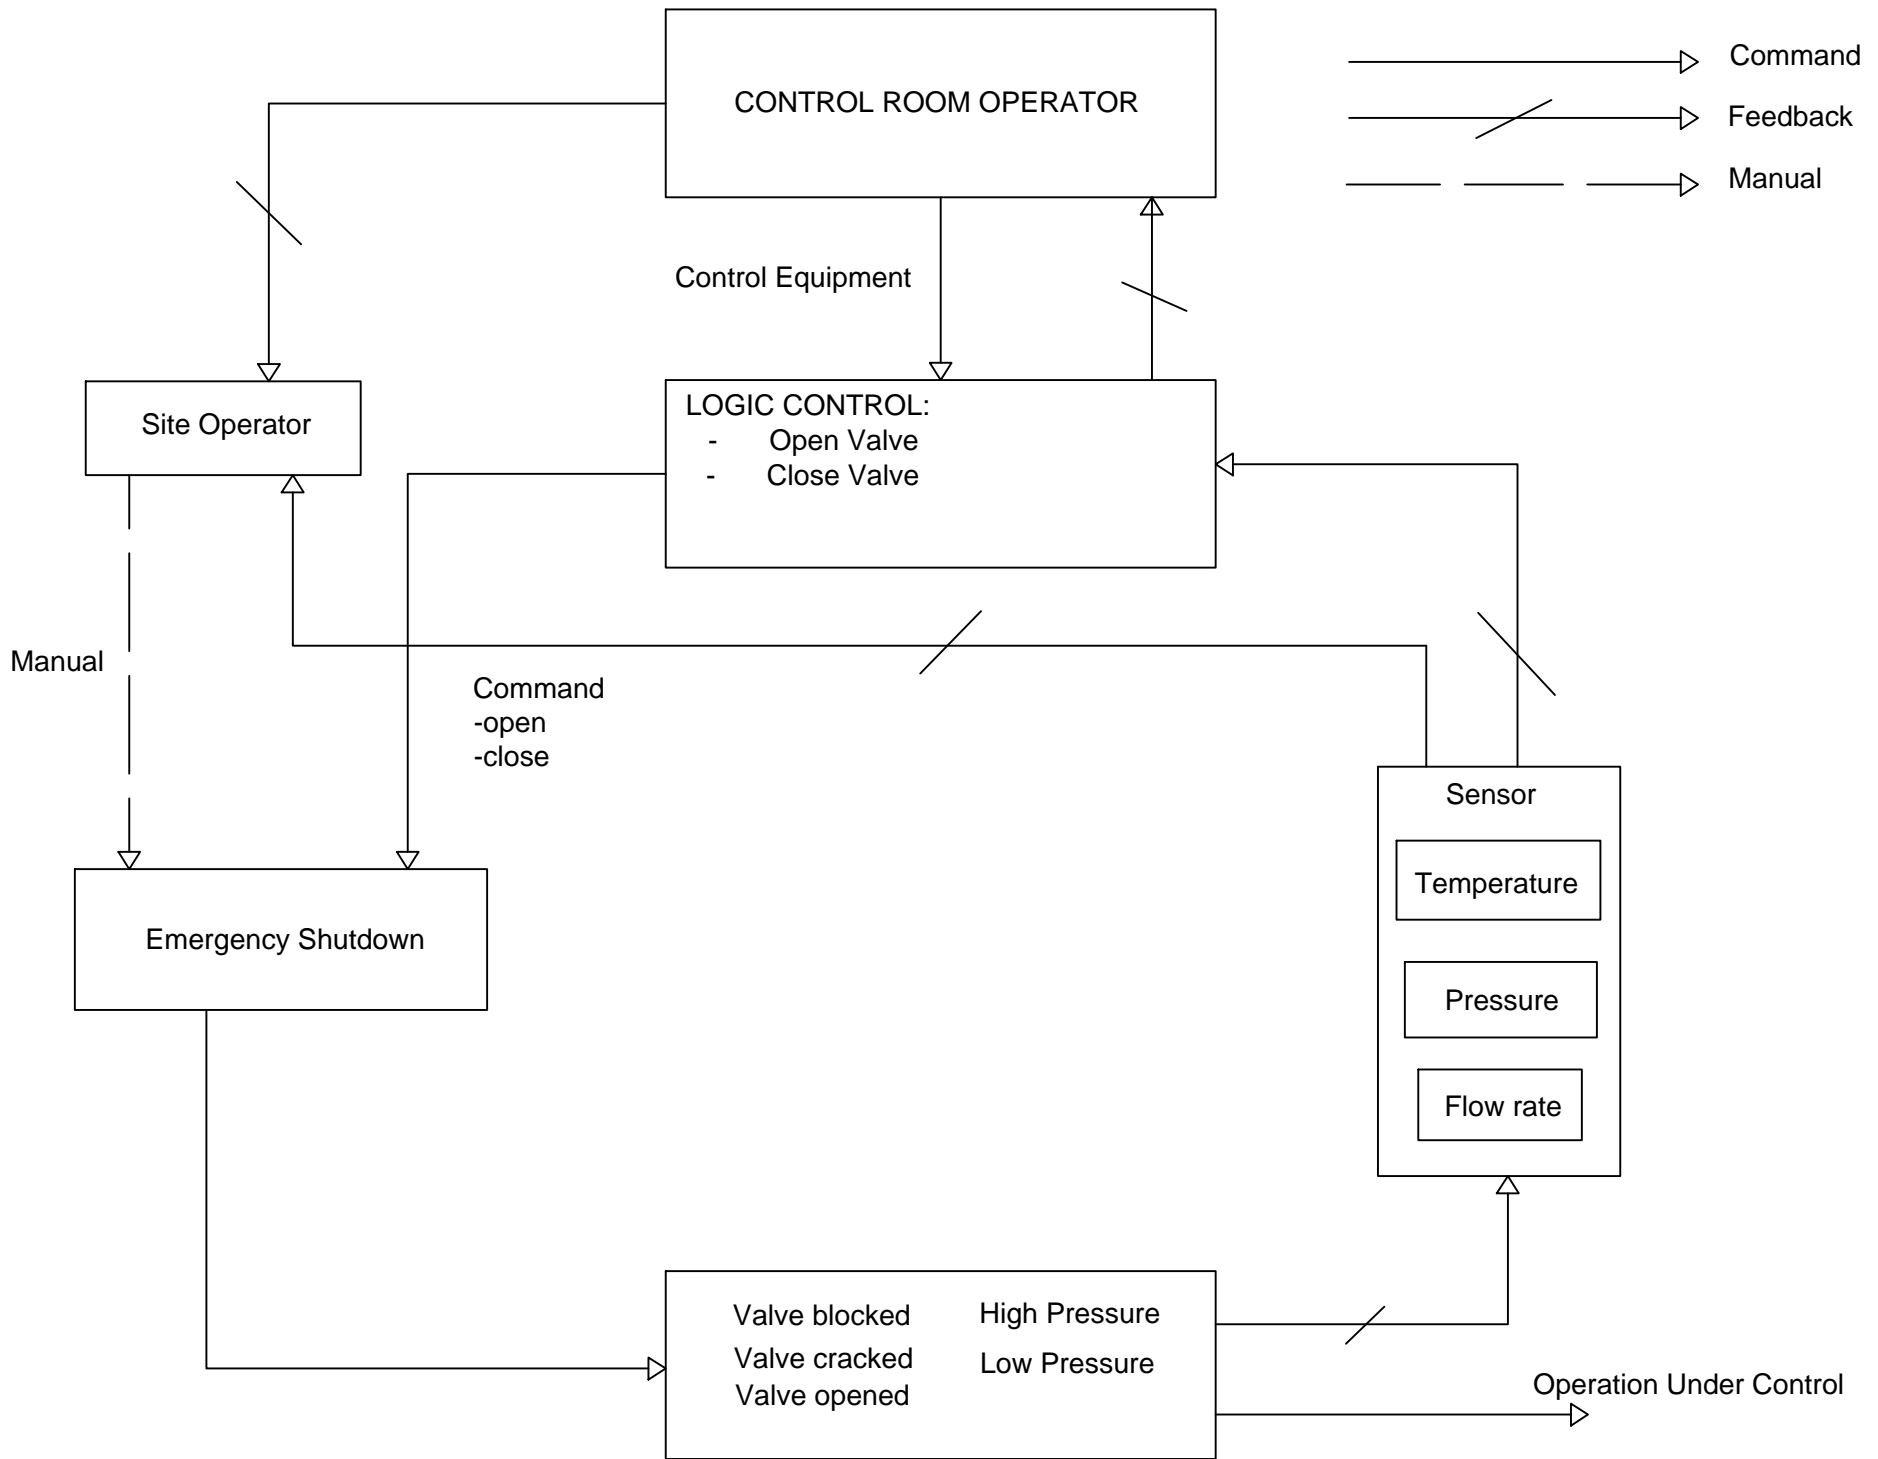 CONTROL ROOM OPERATOR
Command
Feedback
Manual
Control Equipment
Site Operator
LOGIC CONTROL:
- Open Valve
- Close Valve
Manual
Command
-open
-close
Sensor
Temperature
Pressure
Flow rate
Emergency Shutdown
Valve blocked
Valve cracked
Valve opened
High Pressure
Low Pressure
Operation Under Control